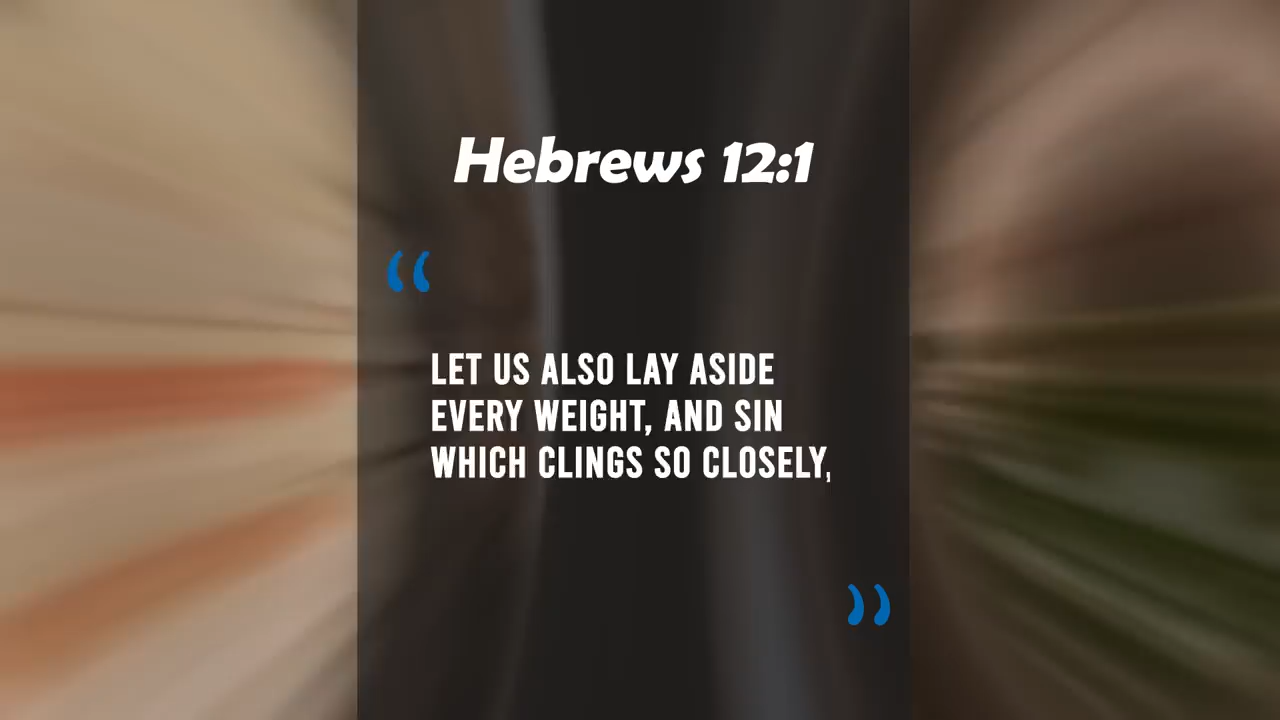 Hebrews 12:1
“
LET US ALSO LAY ASIDE
EVERY WEIGHT, AND SIN
WHICH CLINGS SO CLOSELY,
”